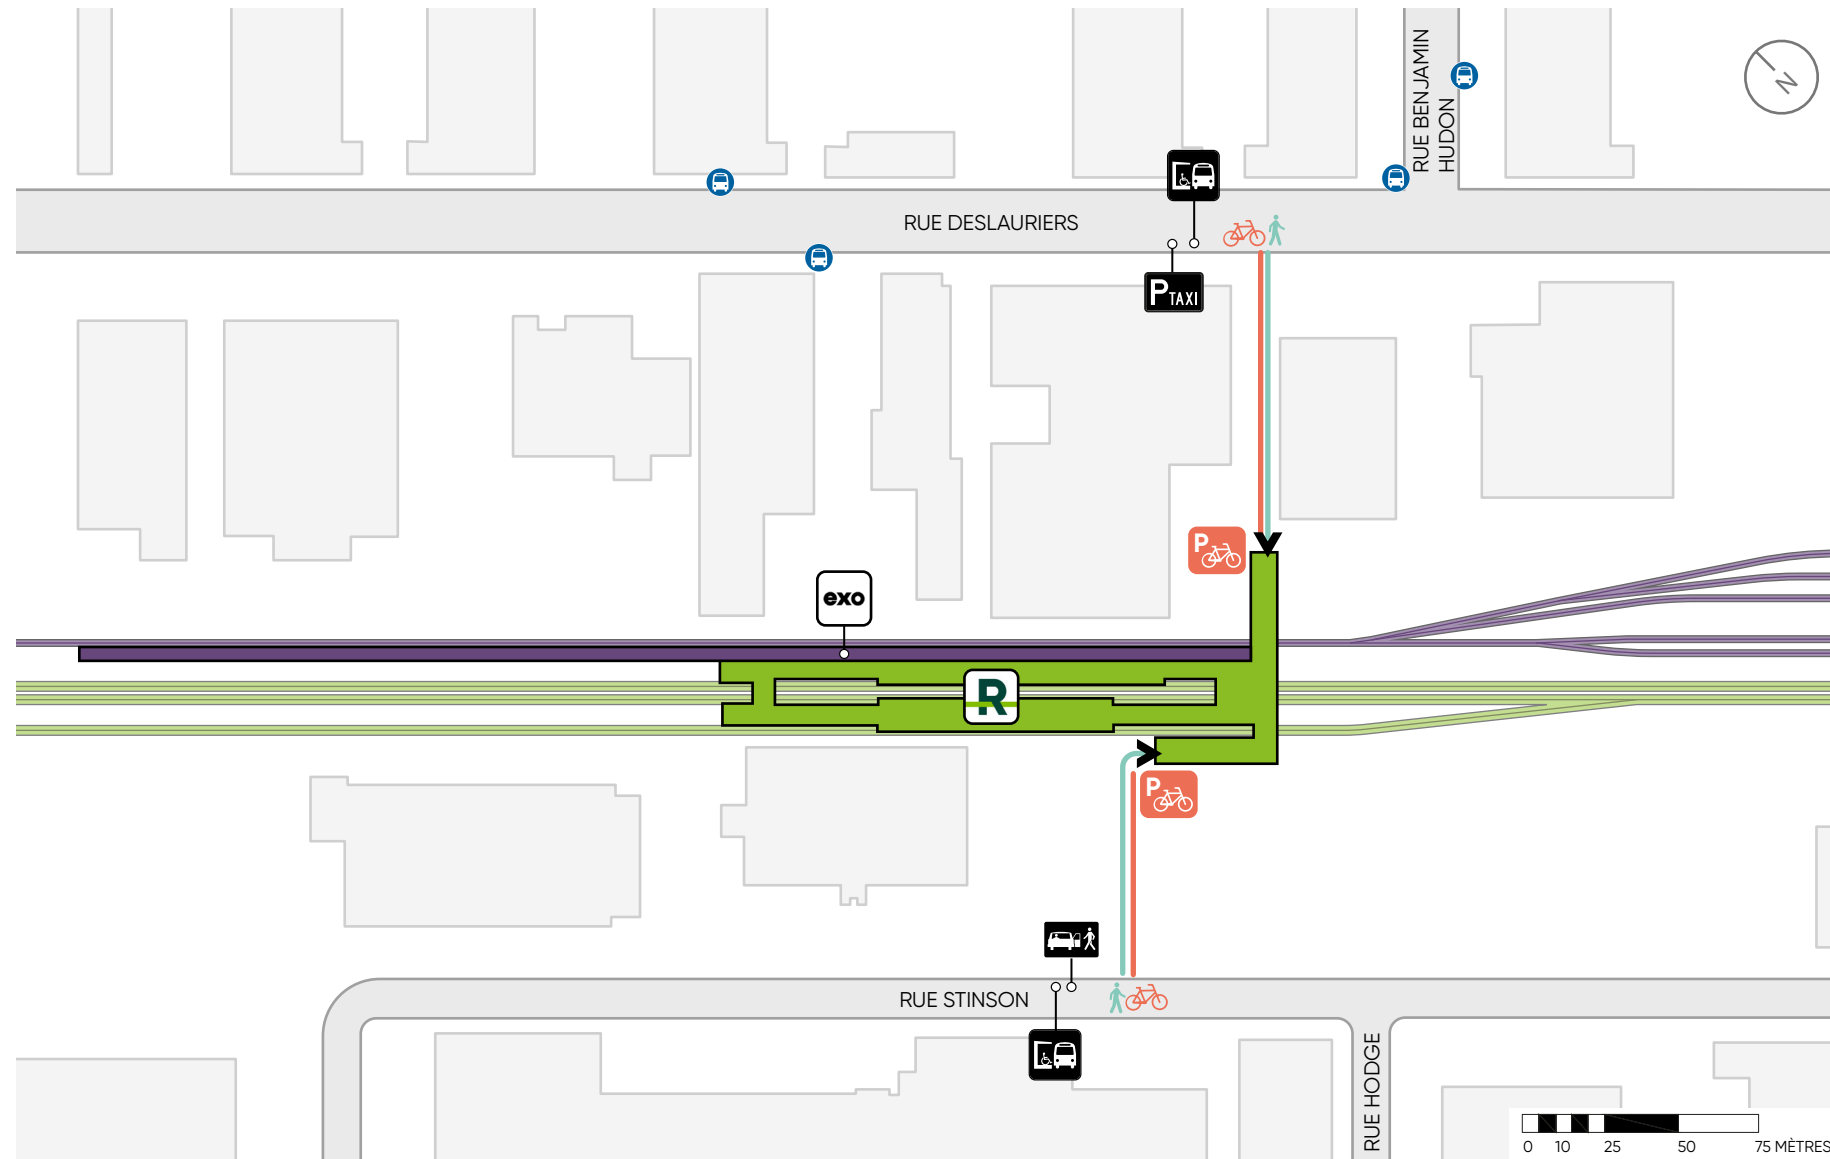 RUE BENJAMIN
HUDON
N
RUE DESLAURIERS
P TAXI
P
exo
R
P
RUE STINSON
RUE HODGE
0 10 25 50 75 MÈTRES